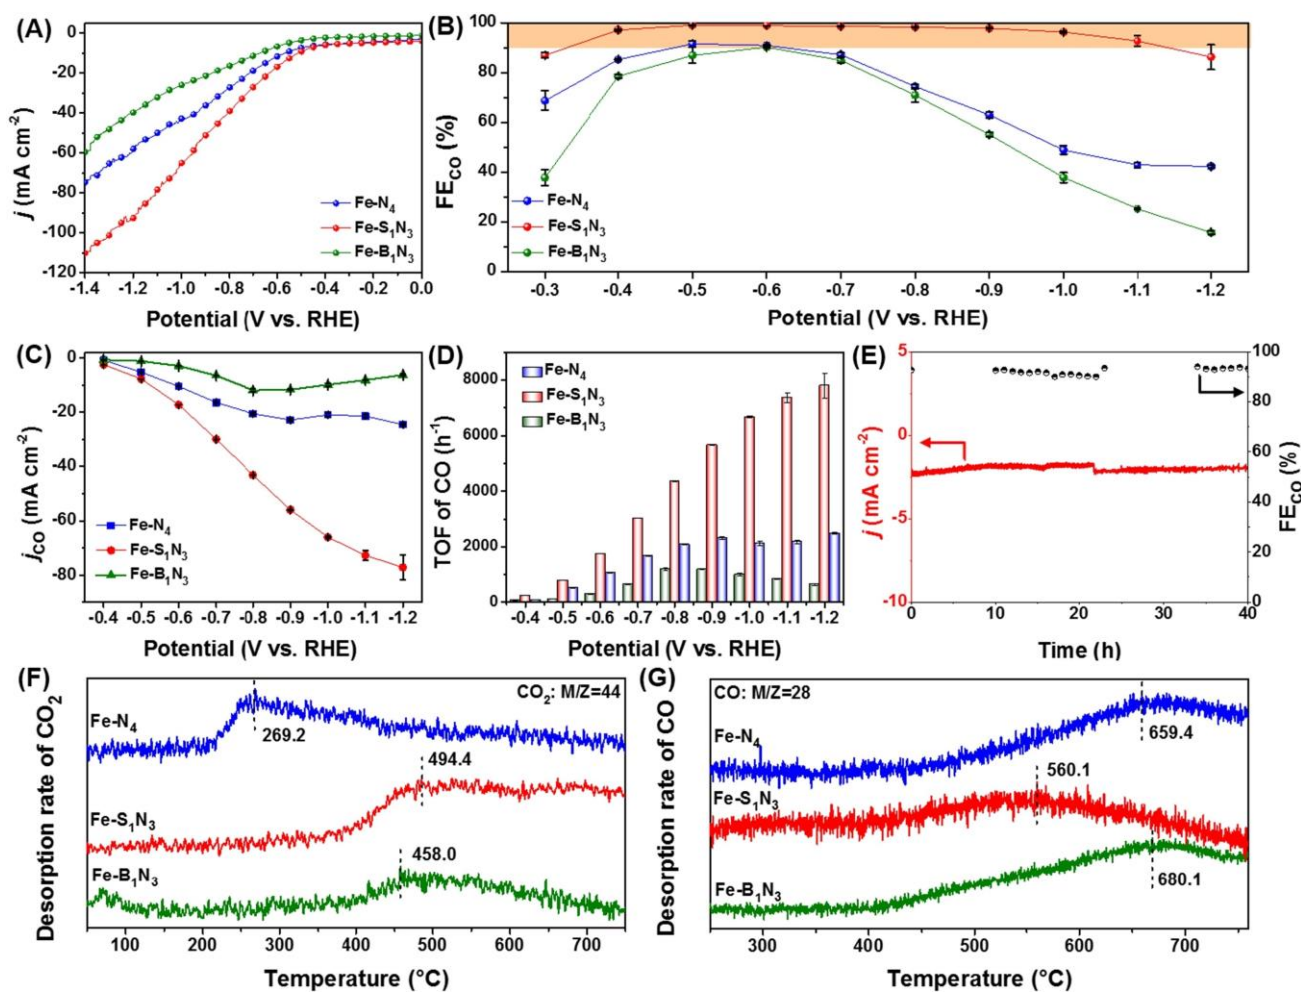 (A)
j (mA cm⁻²)
0
-20
-40
-60
-80
-100
-120
Fe-N₄
Fe-S₁N₃
Fe-B₁N₃
-1.4 -1.2 -1.0 -0.8 -0.6 -0.4 -0.2 0.0
Potential (V vs. RHE)
(B)
FE_CO (%)
100
80
60
40
20
0
Fe-N₄
Fe-S₁N₃
Fe-B₁N₃
-0.3 -0.4 -0.5 -0.6 -0.7 -0.8 -0.9 -1.0 -1.1 -1.2
Potential (V vs. RHE)
(C)
j_CO (mA cm⁻²)
0
-20
-40
-60
-80
Fe-N₄
Fe-S₁N₃
Fe-B₁N₃
-0.4 -0.5 -0.6 -0.7 -0.8 -0.9 -1.0 -1.1 -1.2
Potential (V vs. RHE)
(D)
TOF of CO (h⁻¹)
8000
6000
4000
2000
0
Fe-N₄
Fe-S₁N₃
Fe-B₁N₃
-0.4 -0.5 -0.6 -0.7 -0.8 -0.9 -1.0 -1.1 -1.2
Potential (V vs. RHE)
(E)
j (mA cm⁻²)
5
0
-5
-10
100
80
60
40
20
0
FE_CO (%)
0 10 20 30 40
Time (h)
(F)
Desorption rate of CO₂
CO₂: M/Z=44
Fe-N₄
269.2
494.4
Fe-S₁N₃
458.0
Fe-B₁N₃
100 200 300 400 500 600 700
Temperature (°C)
(G)
Desorption rate of CO
CO: M/Z=28
Fe-N₄
659.4
560.1
Fe-S₁N₃
Fe-B₁N₃
680.1
300 400 500 600 700
Temperature (°C)